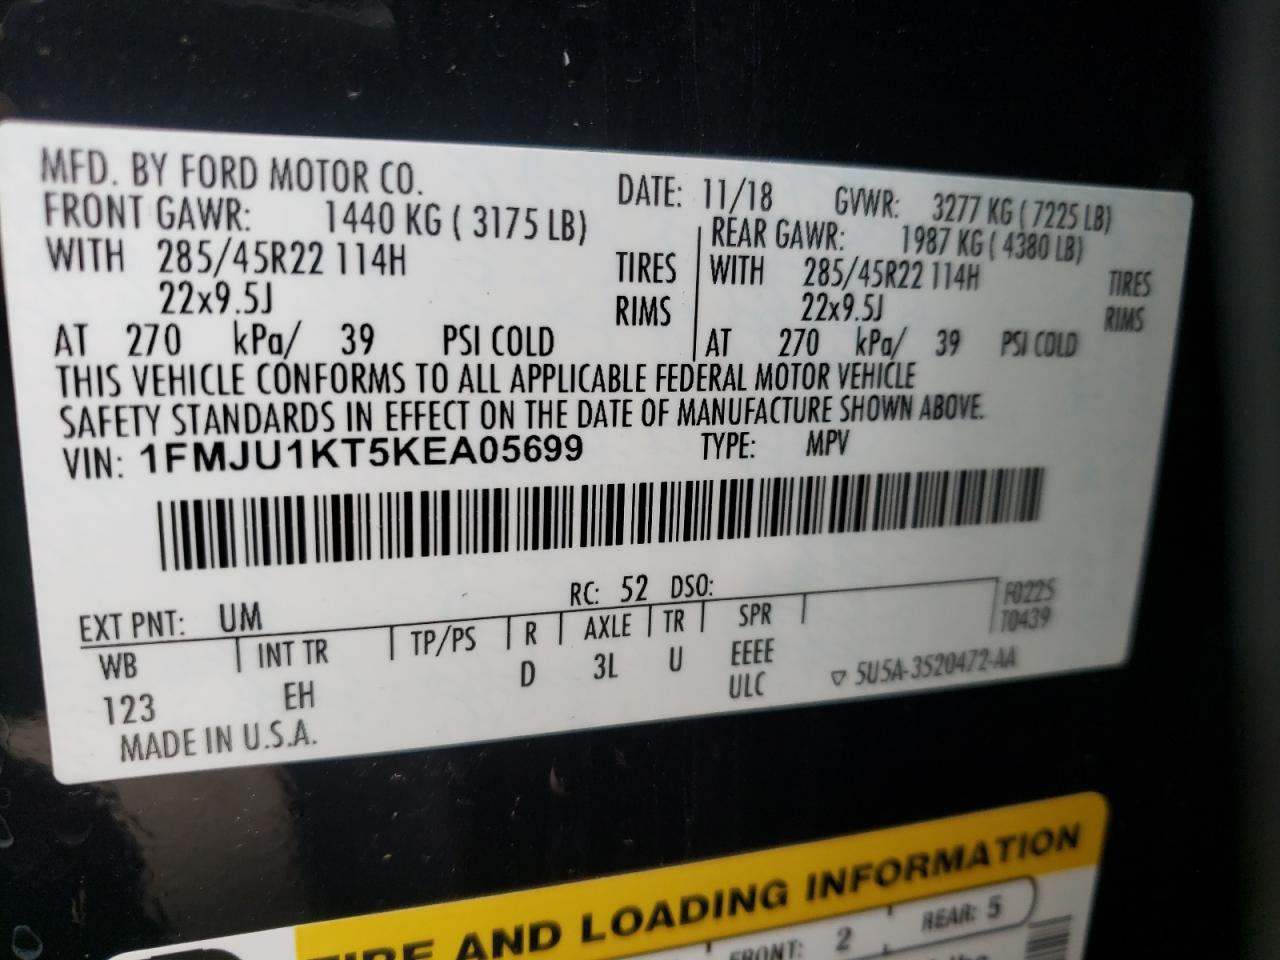 MFD. BY FORD MOTOR CO. DATE: 11/18 GVWR: 3277 KG ( 7225 LB)
FRONT GAWR: 1440 KG ( 3175 LB) REAR GAWR: 1987 KG ( 4380 LB)
WITH 285/45R22 114H TIRES WITH 285/45R22 114H TIRES
22x9.5J RIMS 22x9.5J RIMS
AT 270 kPa/ 39 PSI COLD AT 270 kPa/ 39 PSI COLD
THIS VEHICLE CONFORMS TO ALL APPLICABLE FEDERAL MOTOR VEHICLE
SAFETY STANDARDS IN EFFECT ON THE DATE OF MANUFACTURE SHOWN ABOVE.
VIN: 1FMJU1KT5KEA05699 TYPE: MPV
EXT PNT: UM RC: 52 DSO: F0225
WB INT TR TP/PS R AXLE TR SPR T0439
123 EH D 3L U EEEE
ULC ▽ 5U5A-3520472-AA
MADE IN U.S.A.
TIRE AND LOADING INFORMATION
FRONT: 2 REAR: 5